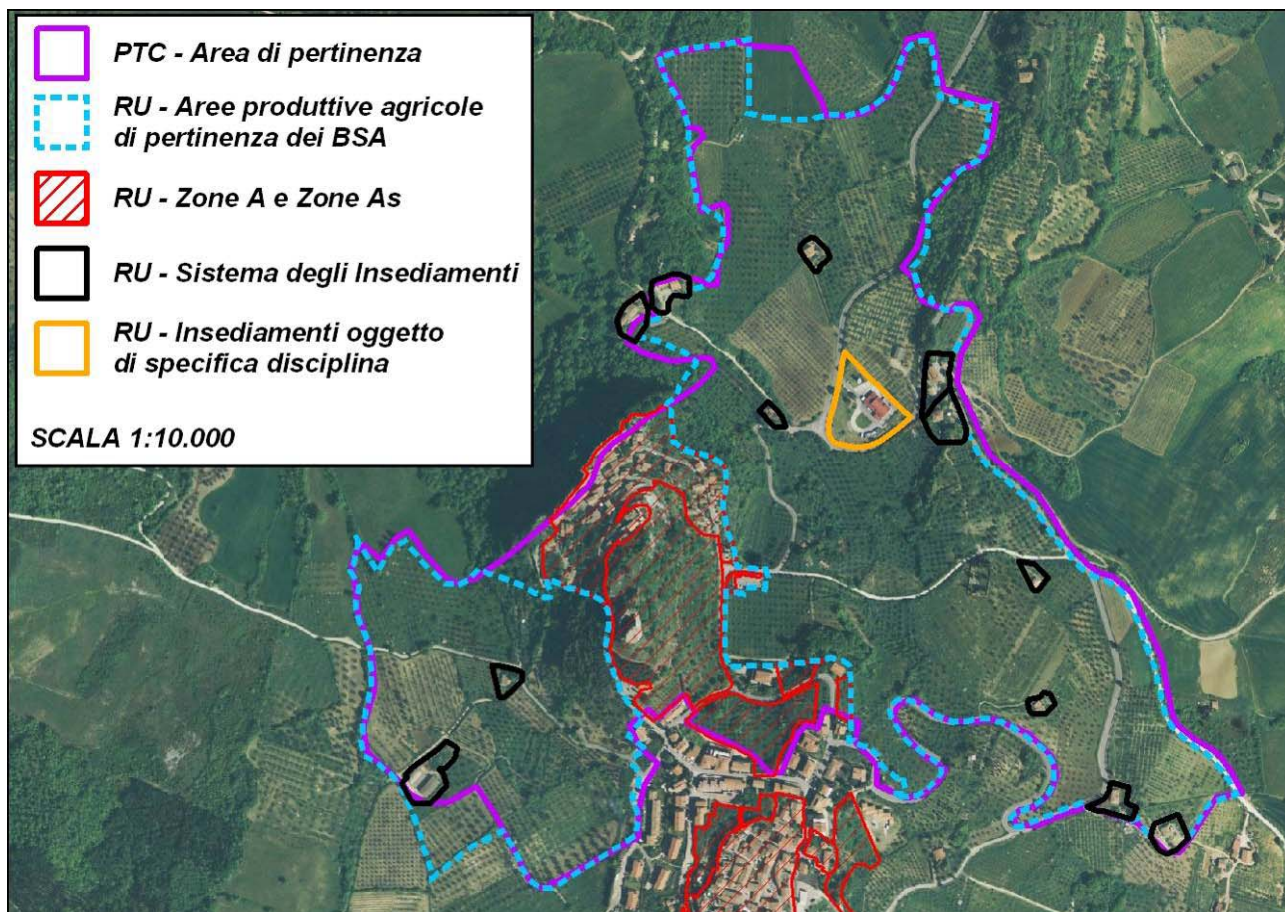 PTC - Area di pertinenza
RU - Aree produttive agricole
di pertinenza dei BSA
RU - Zone A e Zone As
RU - Sistema degli Insediamenti
RU - Insediamenti oggetto
di specifica disciplina
SCALA 1:10.000